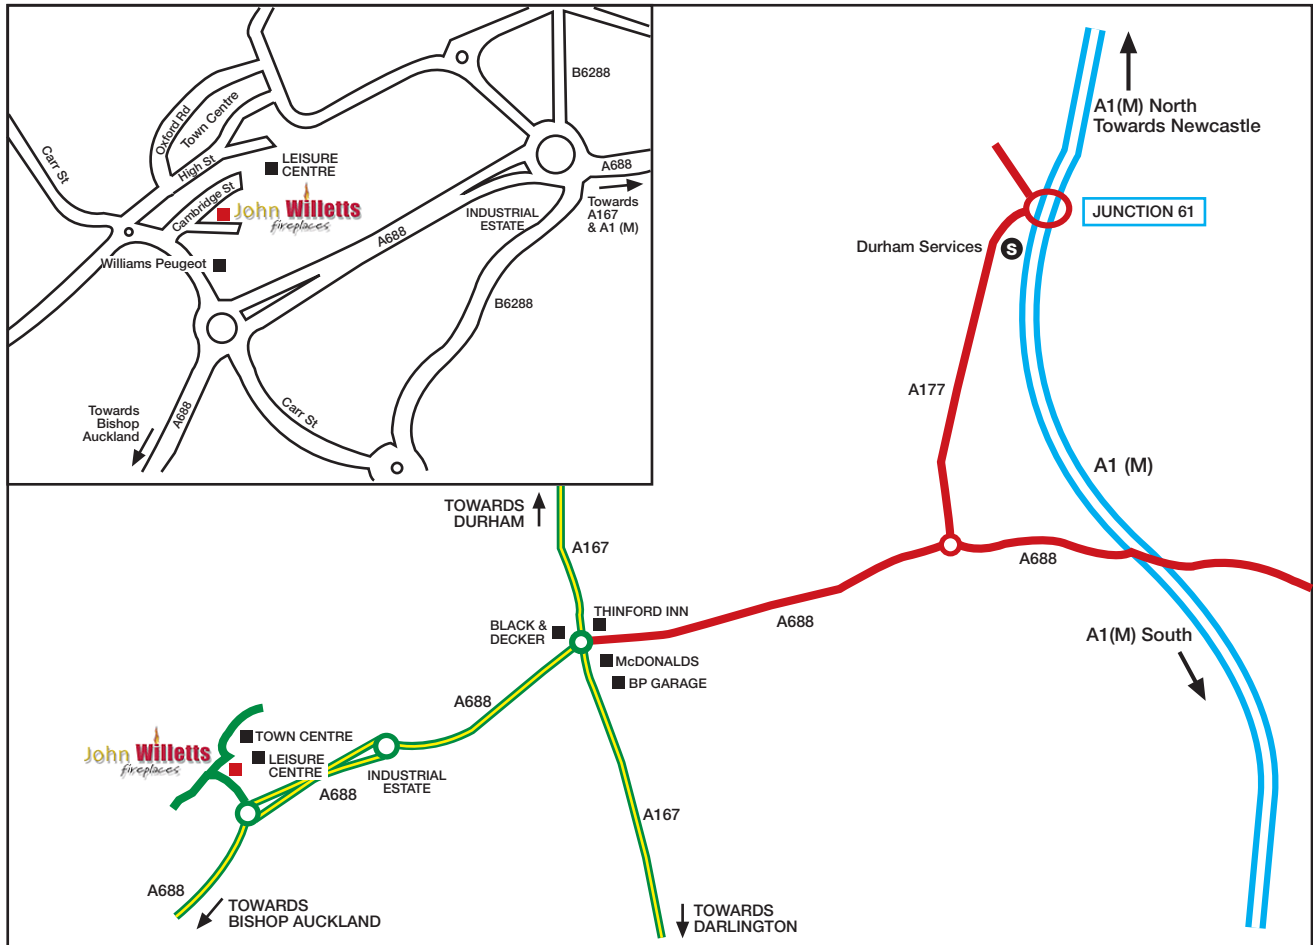 B6288
A688
Towards
A167
& A1 (M)
Oxford Rd
Town Centre
High St
Cambridge St
Carr St
LEISURE
CENTRE
John Willetts
fireplaces
Williams Peugeot
A688
INDUSTRIAL
ESTATE
B6288
Carr St
A688
Towards
Bishop
Auckland
A1(M) North
Towards Newcastle
JUNCTION 61
Durham Services
S
A177
A1 (M)
A688
A688
A1(M) South
TOWARDS
DURHAM
A167
THINFORD INN
BLACK &
DECKER
McDONALDS
BP GARAGE
A688
John Willetts
fireplaces
TOWN CENTRE
LEISURE
CENTRE
INDUSTRIAL
ESTATE
A688
A167
A688
TOWARDS
BISHOP AUCKLAND
TOWARDS
DARLINGTON